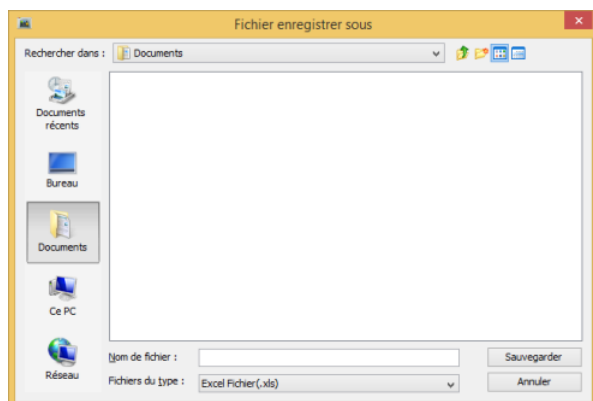 Fichier enregistrer sous
Rechercher dans :
Documents
Documents
récents
Bureau
Documents
Ce PC
Réseau
Nom de fichier :
Sauvegarder
Fichiers du type :
Excel Fichier(.xls)
Annuler